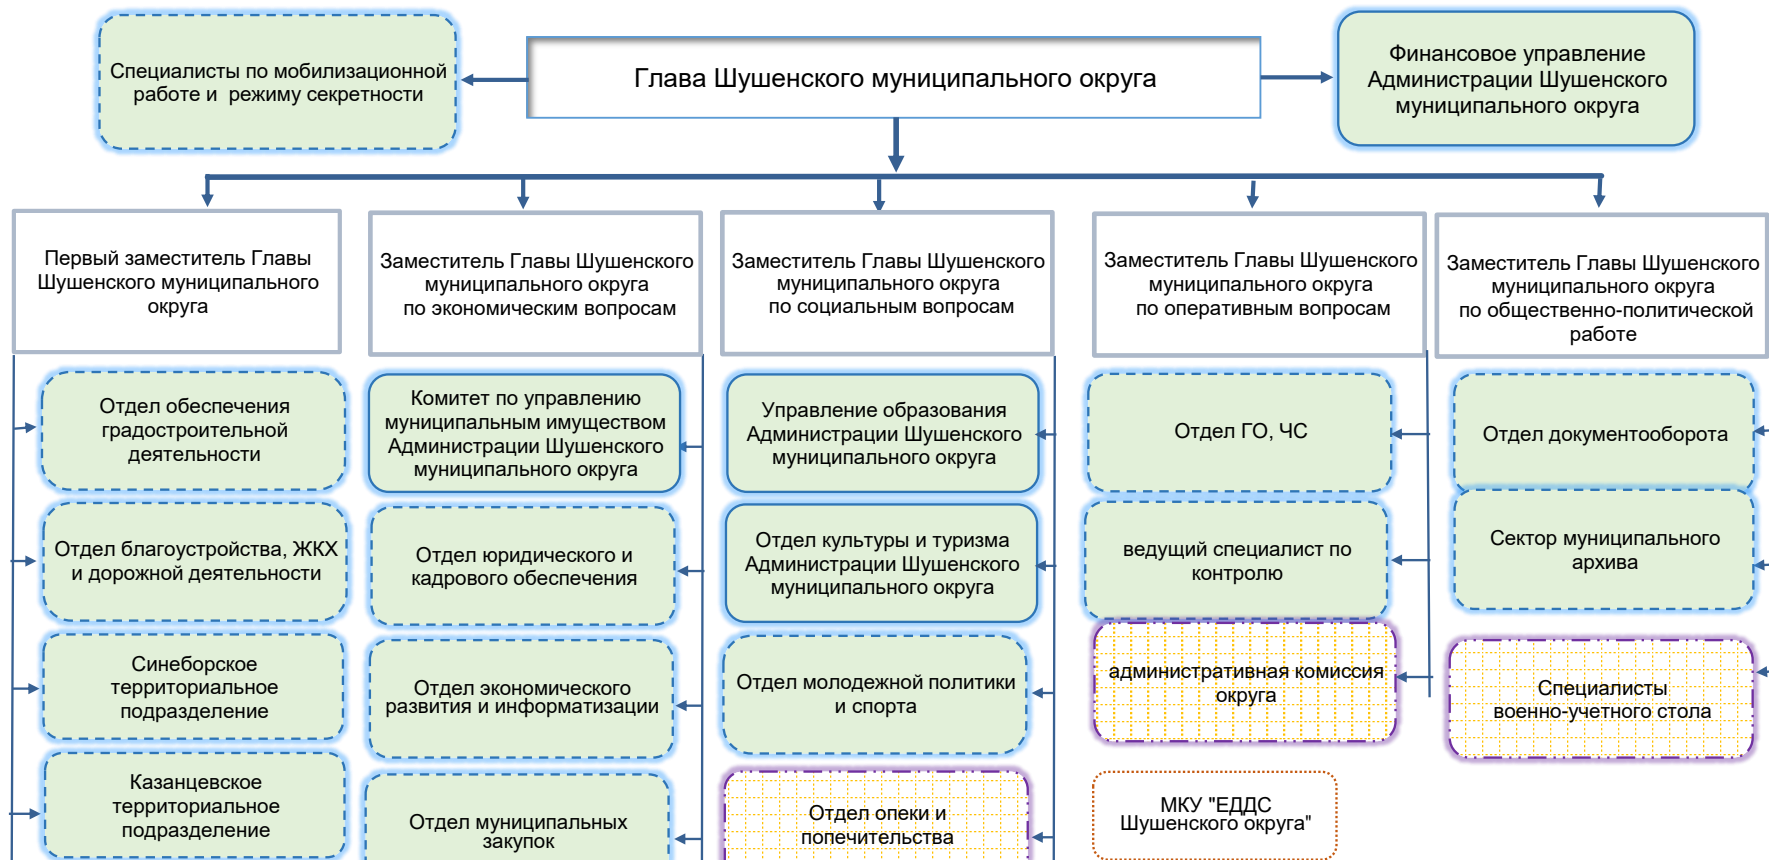 Специалисты по мобилизационной
работе и режиму секретности
Глава Шушенского муниципального округа
Финансовое управление
Администрации Шушенского
муниципального округа
Первый заместитель Главы
Шушенского муниципального
округа
Заместитель Главы Шушенского
муниципального округа
по экономическим вопросам
Заместитель Главы Шушенского
муниципального округа
по социальным вопросам
Заместитель Главы Шушенского
муниципального округа
по оперативным вопросам
Заместитель Главы Шушенского
муниципального округа
по общественно-политической
работе
Отдел обеспечения
градостроительной
деятельности
Отдел благоустройства, ЖКХ
и дорожной деятельности
Синеборское
территориальное
подразделение
Казанцевское
территориальное
подразделение
Комитет по управлению
муниципальным имуществом
Администрации Шушенского
муниципального округа
Отдел юридического и
кадрового обеспечения
Отдел экономического
развития и информатизации
Отдел муниципальных
закупок
Управление образования
Администрации Шушенского
муниципального округа
Отдел культуры и туризма
Администрации Шушенского
муниципального округа
Отдел молодежной политики
и спорта
Отдел опеки и
попечительства
Отдел ГО, ЧС
ведущий специалист по
контролю
административная комиссия
округа
МКУ "ЕДДС
Шушенского округа"
Отдел документооборота
Сектор муниципального
архива
Специалисты
военно-учетного стола